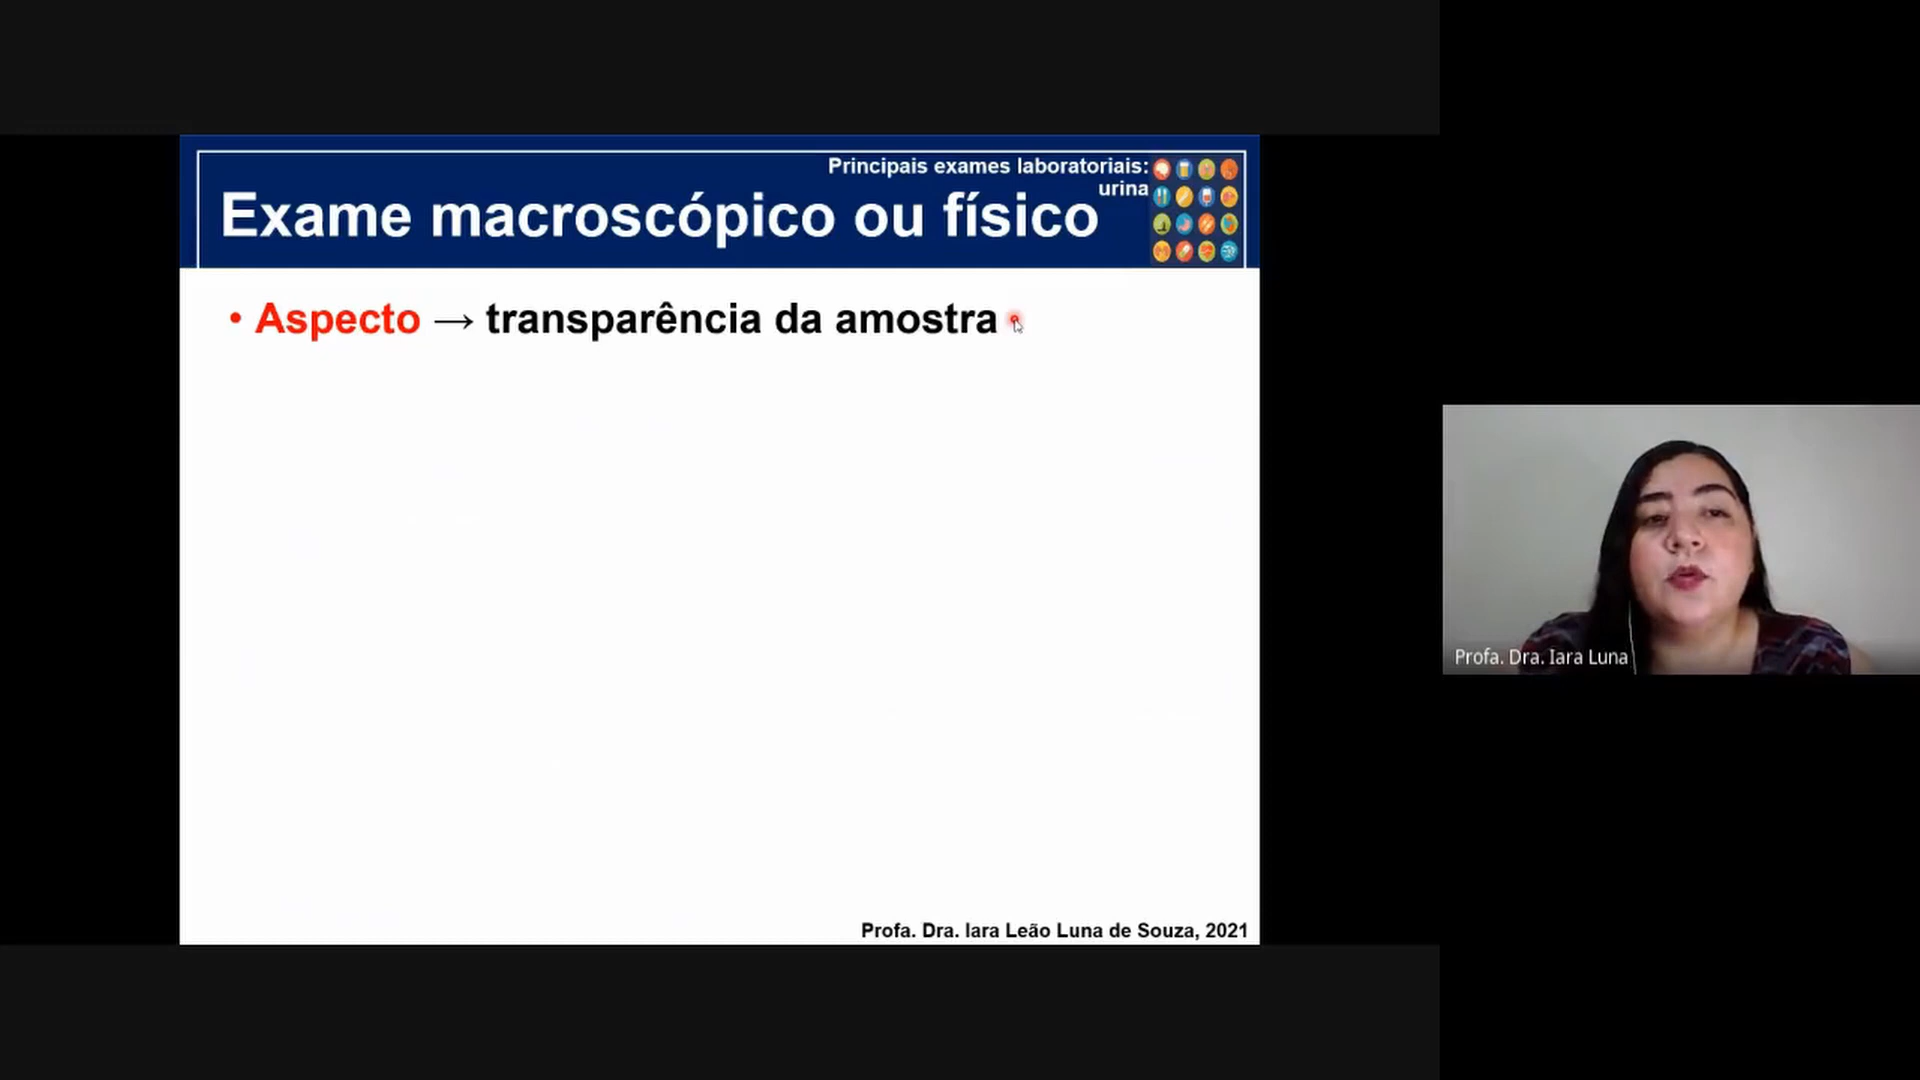 Principais exames laboratoriais:
urina
Exame macroscópico ou físico
• Aspecto → transparência da amostra
Profa. Dra. Iara Luna
Profa. Dra. Iara Leão Luna de Souza, 2021